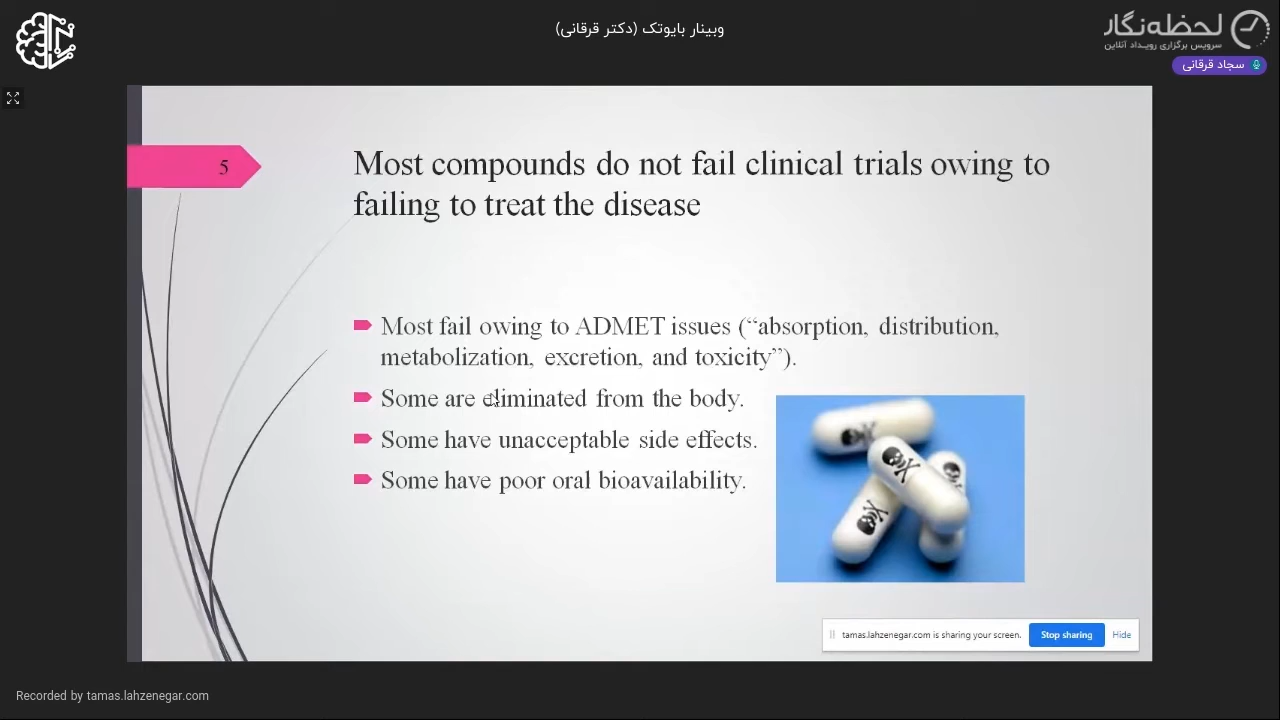 وبینار بایوتک (دکتر قرقانی)
لحظه‌نگار
سرویس برگزاری رویداد آنلاین
سجاد قرقانی
5
Most compounds do not fail clinical trials owing to
failing to treat the disease
Most fail owing to ADMET issues (“absorption, distribution,
metabolization, excretion, and toxicity”).
Some are eliminated from the body.
Some have unacceptable side effects.
Some have poor oral bioavailability.
tamas.lahzenegar.com is sharing your screen.
Stop sharing
Hide
Recorded by tamas.lahzenegar.com